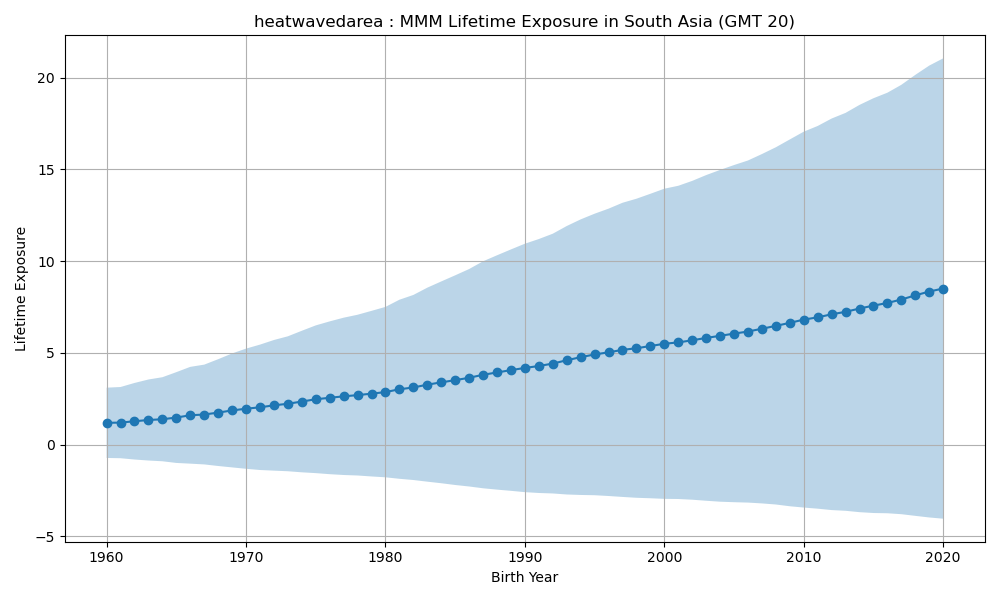 heatwavedarea : MMM Lifetime Exposure in South Asia (GMT 20)
Lifetime Exposure
20
15
10
5
0
−5
1960 1970 1980 1990 2000 2010 2020
Birth Year